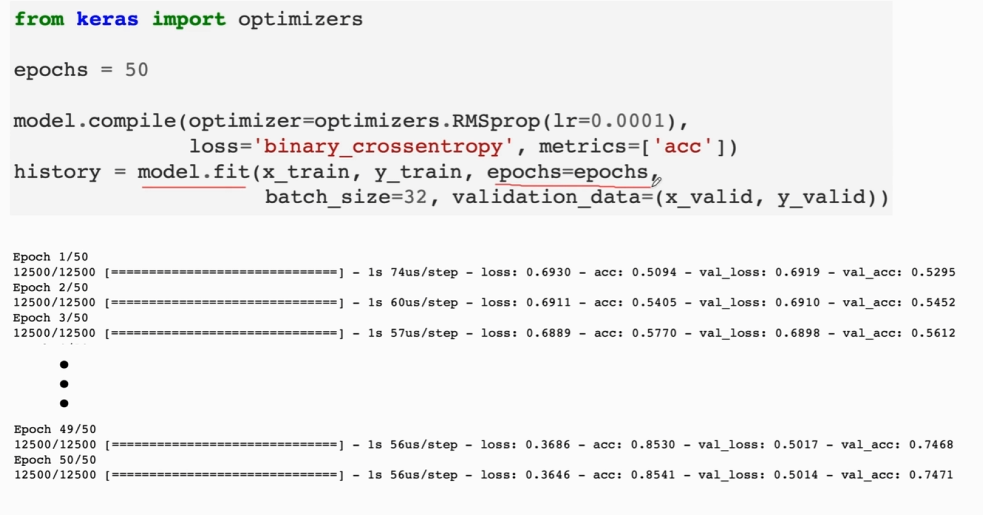 from keras import optimizers
epochs = 50
model.compile(optimizer=optimizers.RMSprop(lr=0.0001),
loss='binary_crossentropy', metrics=['acc'])
history = model.fit(x_train, y_train, epochs=epochs,
batch_size=32, validation_data=(x_valid, y_valid))
Epoch 1/50
12500/12500 [==============================] - 1s 74us/step - loss: 0.6930 - acc: 0.5094 - val_loss: 0.6919 - val_acc: 0.5295
Epoch 2/50
12500/12500 [==============================] - 1s 60us/step - loss: 0.6911 - acc: 0.5405 - val_loss: 0.6910 - val_acc: 0.5452
Epoch 3/50
12500/12500 [==============================] - 1s 57us/step - loss: 0.6889 - acc: 0.5770 - val_loss: 0.6898 - val_acc: 0.5612
Epoch 49/50
12500/12500 [==============================] - 1s 56us/step - loss: 0.3686 - acc: 0.8530 - val_loss: 0.5017 - val_acc: 0.7468
Epoch 50/50
12500/12500 [==============================] - 1s 56us/step - loss: 0.3646 - acc: 0.8541 - val_loss: 0.5014 - val_acc: 0.7471